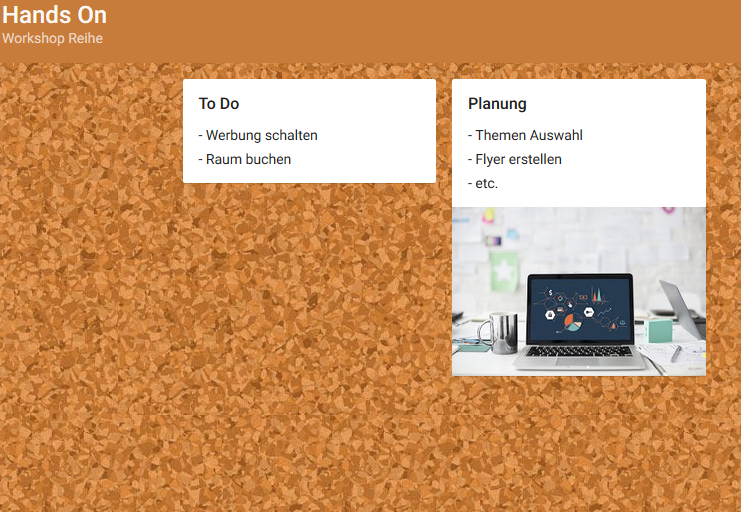 Hands On
Workshop Reihe
To Do
- Werbung schalten
- Raum buchen
Planung
- Themen Auswahl
- Flyer erstellen
- etc.